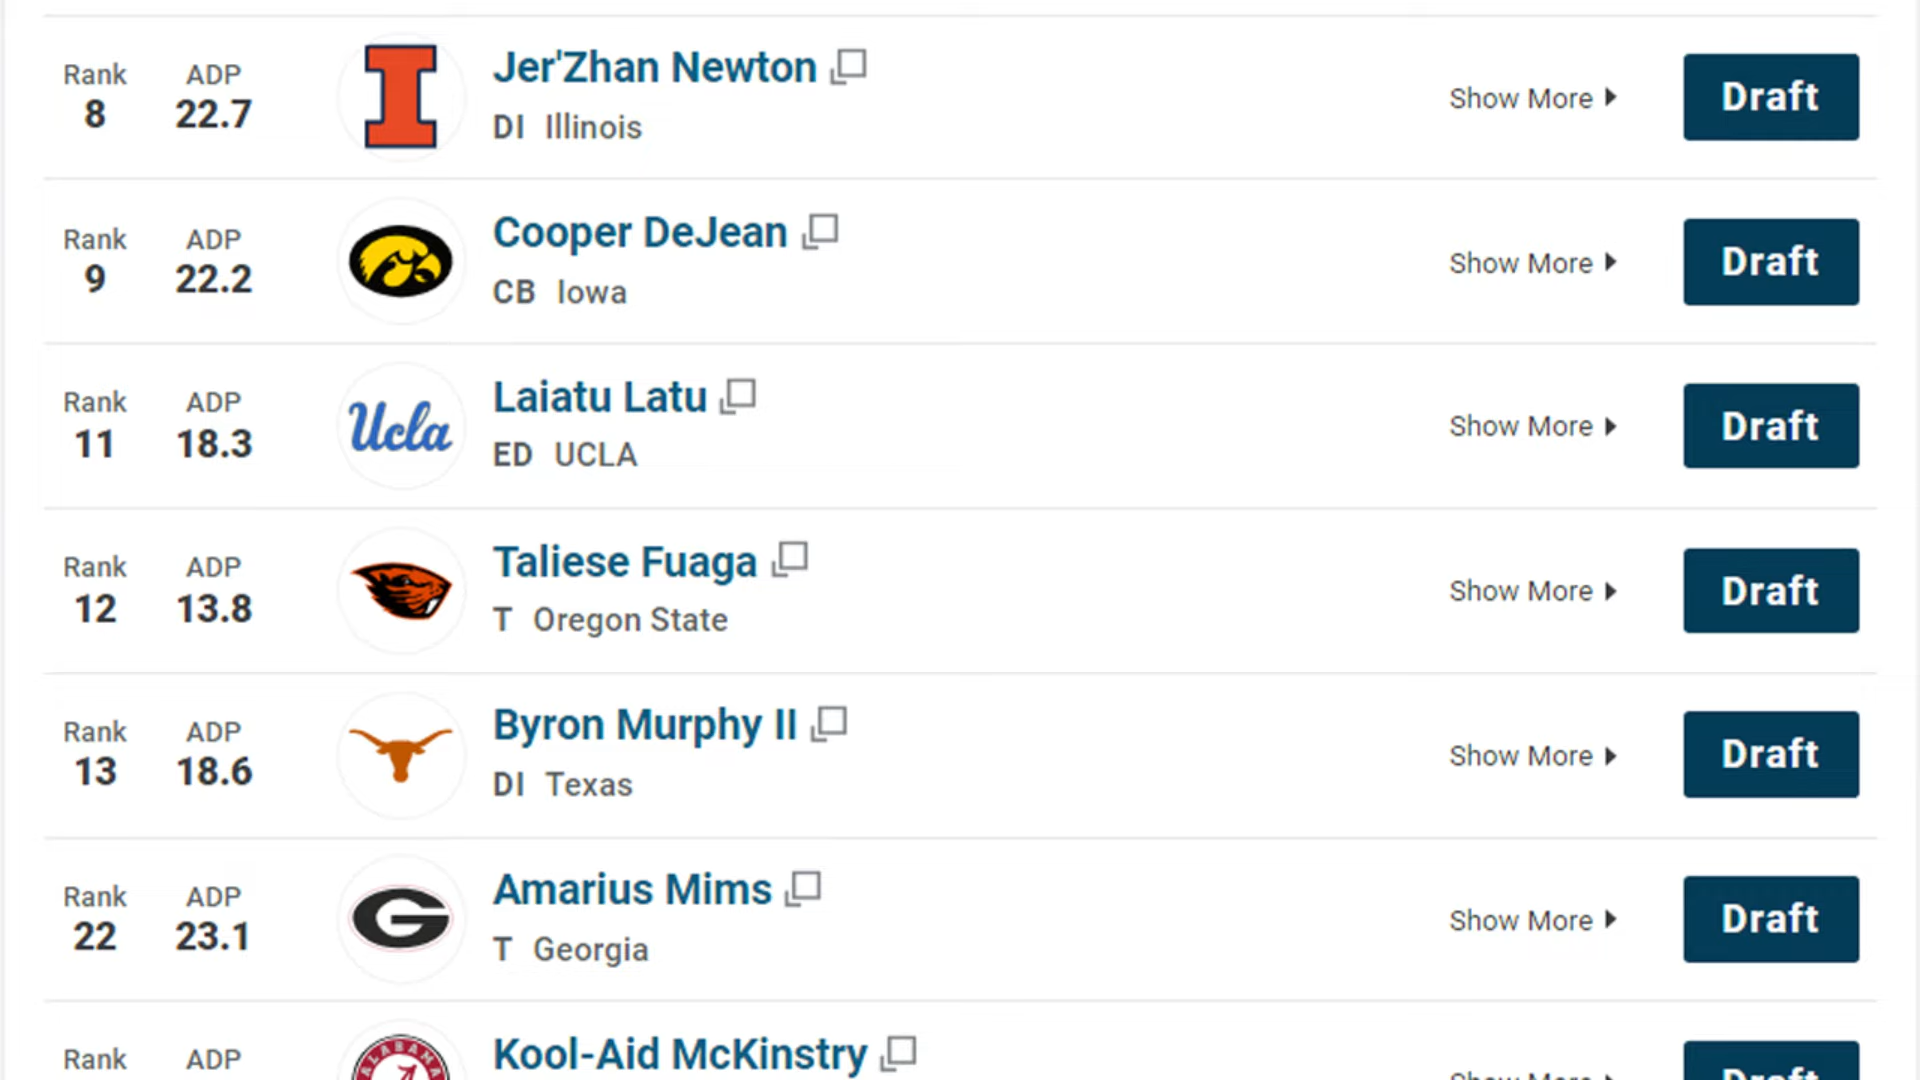 Rank ADP Jer'Zhan Newton
8 22.7 DI Illinois Show More Draft
Rank ADP Cooper DeJean
9 22.2 CB Iowa Show More Draft
Rank ADP Laiatu Latu
11 18.3 Ucla ED UCLA Show More Draft
Rank ADP Taliese Fuaga
12 13.8 T Oregon State Show More Draft
Rank ADP Byron Murphy II
13 18.6 DI Texas Show More Draft
Rank ADP Amarius Mims
22 23.1 G T Georgia Show More Draft
Rank ADP ALABAMA A Kool-Aid McKinstry Show More Draft